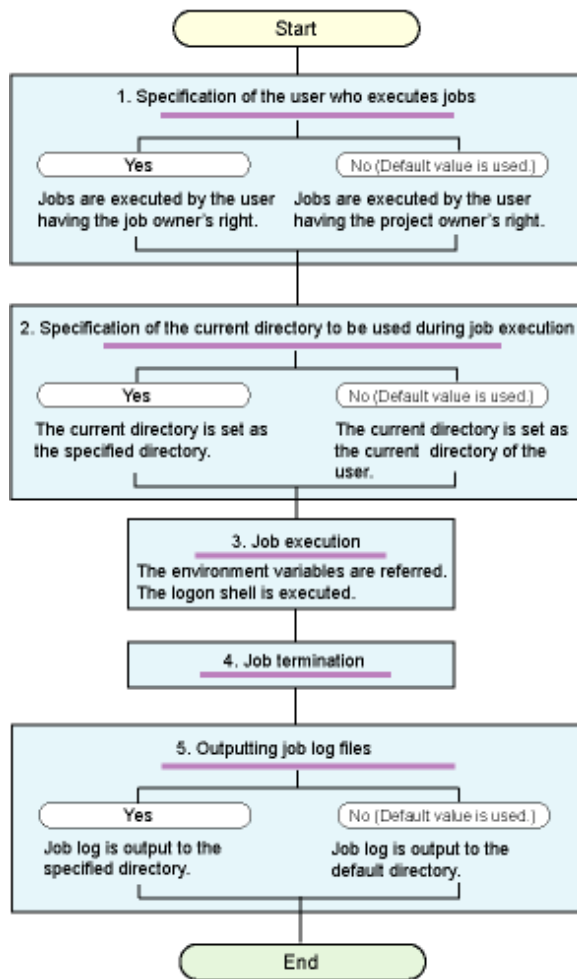 Start
1. Specification of the user who executes jobs
Yes
No (Default value is used.)
Jobs are executed by the user
having the job owner's right.
Jobs are executed by the user
having the project owner's right.
2. Specification of the current directory to be used during job execution
Yes
No (Default value is used.)
The current directory is set as
the specified directory.
The current directory is set as
the current directory of the
user.
3. Job execution
The environment variables are referred.
The logon shell is executed.
4. Job termination
5. Outputting job log files
Yes
No (Default value is used.)
Job log is output to the
specified directory.
Job log is output to the
default directory.
End